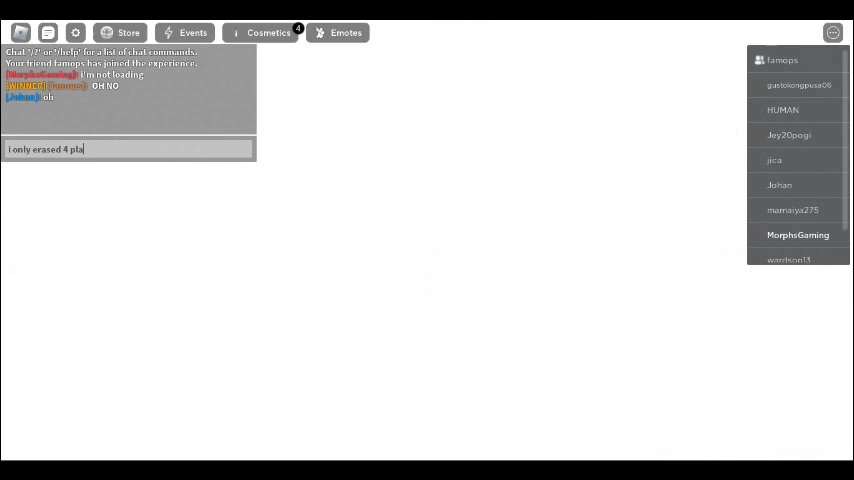 Store
Events
Cosmetics
4
Emotes
Chat '/?' or '/help' for a list of chat commands.
Your friend famops has joined the experience.
[MorphsGaming]: i'm not loading
[WINNER] [famops]: OH NO
[Johan]: oh
i only erased 4 pla
famops
gustokongpusa06
HUMAN
Jey20pogi
jica
Johan
mamaiya275
MorphsGaming
wardson13